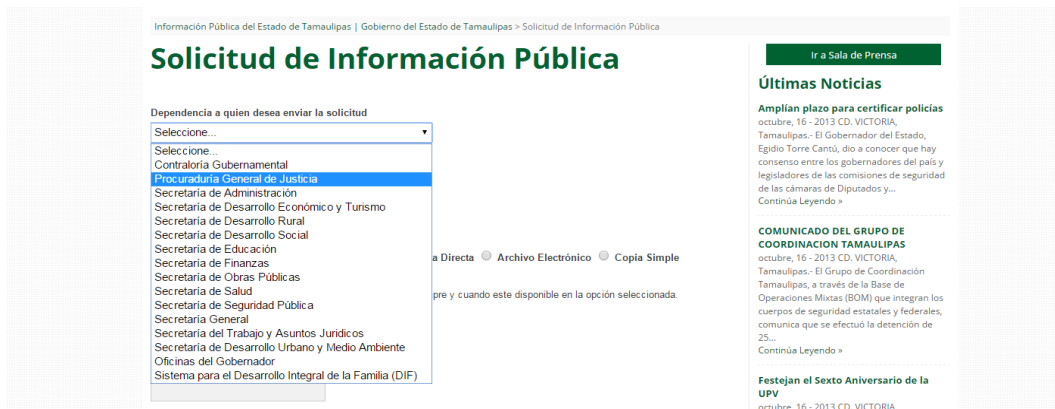 Información Pública del Estado de Tamaulipas | Gobierno del Estado de Tamaulipas > Solicitud de Información Pública
Solicitud de Información Pública
Dependencia a quien desea enviar la solicitud
Seleccione...
Seleccione...
Contraloría Gubernamental
Procuraduría General de Justicia
Secretaría de Administración
Secretaría de Desarrollo Económico y Turismo
Secretaría de Desarrollo Rural
Secretaría de Desarrollo Social
Secretaría de Educación
Secretaría de Finanzas
Secretaría de Obras Públicas
Secretaría de Salud
Secretaría de Seguridad Pública
Secretaría General
Secretaría del Trabajo y Asuntos Juridicos
Secretaría de Desarrollo Urbano y Medio Ambiente
Oficinas del Gobernador
Sistema para el Desarrollo Integral de la Familia (DIF)
a Directa Archivo Electrónico Copia Simple
pre y cuando este disponible en la opción seleccionada.
Ir a Sala de Prensa
Últimas Noticias
Amplían plazo para certificar policías
octubre, 16 - 2013 CD. VICTORIA,
Tamaulipas.- El Gobernador del Estado,
Egidio Torre Cantú, dio a conocer que hay
consenso entre los gobernadores del país y
legisladores de las comisiones de seguridad
de las cámaras de Diputados y...
Continúa Leyendo »
COMUNICADO DEL GRUPO DE
COORDINACION TAMAULIPAS
octubre, 16 - 2013 CD. VICTORIA,
Tamaulipas.- El Grupo de Coordinación
Tamaulipas, a través de la Base de
Operaciones Mixtas (BOM) que integran los
cuerpos de seguridad estatales y federales,
comunica que se efectuó la detención de
25...
Continúa Leyendo »
Festejan el Sexto Aniversario de la
UPV
octubre, 16 - 2013 CD. VICTORIA,